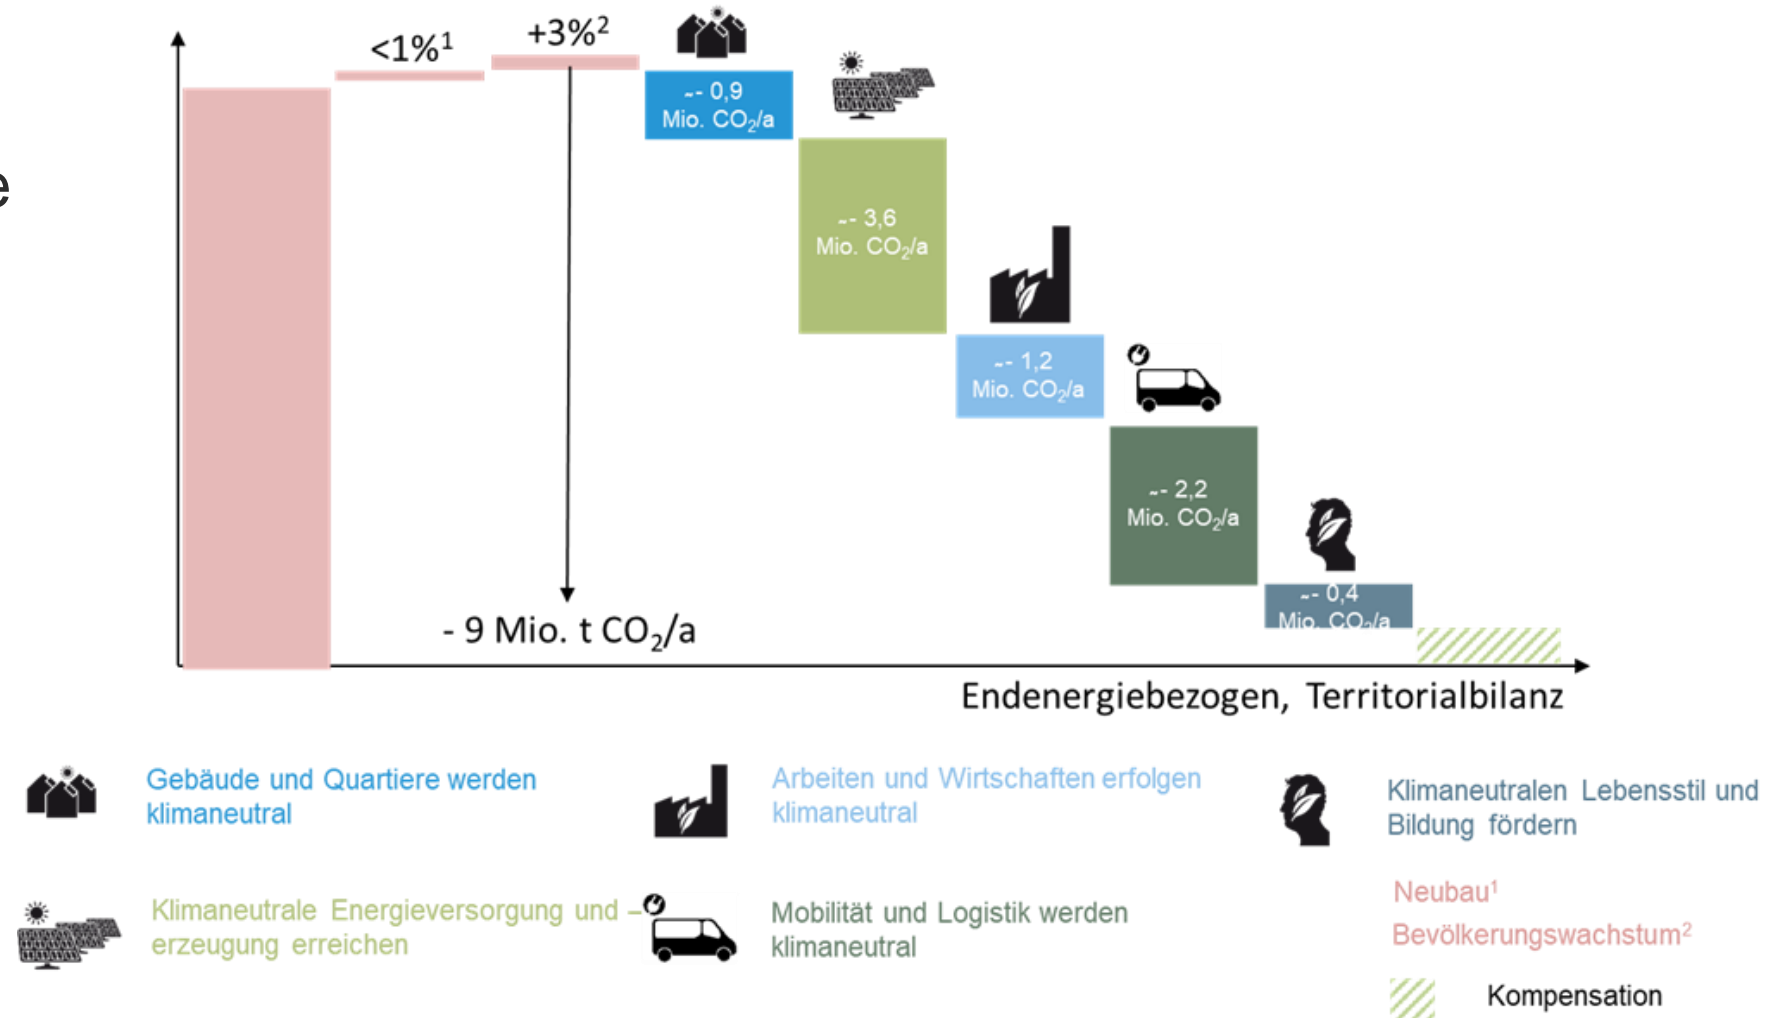 <1%¹
+3%²
~- 0,9
Mio. CO₂/a
~- 3,6
Mio. CO₂/a
~- 1,2
Mio. CO₂/a
~- 2,2
Mio. CO₂/a
~- 0,4
Mio. CO₂/a
e
- 9 Mio. t CO₂/a
Endenergiebezogen, Territorialbilanz
Gebäude und Quartiere werden
klimaneutral
Arbeiten und Wirtschaften erfolgen
klimaneutral
Klimaneutralen Lebensstil und
Bildung fördern
Klimaneutrale Energieversorgung und –
erzeugung erreichen
Mobilität und Logistik werden
klimaneutral
Neubau¹
Bevölkerungswachstum²
Kompensation